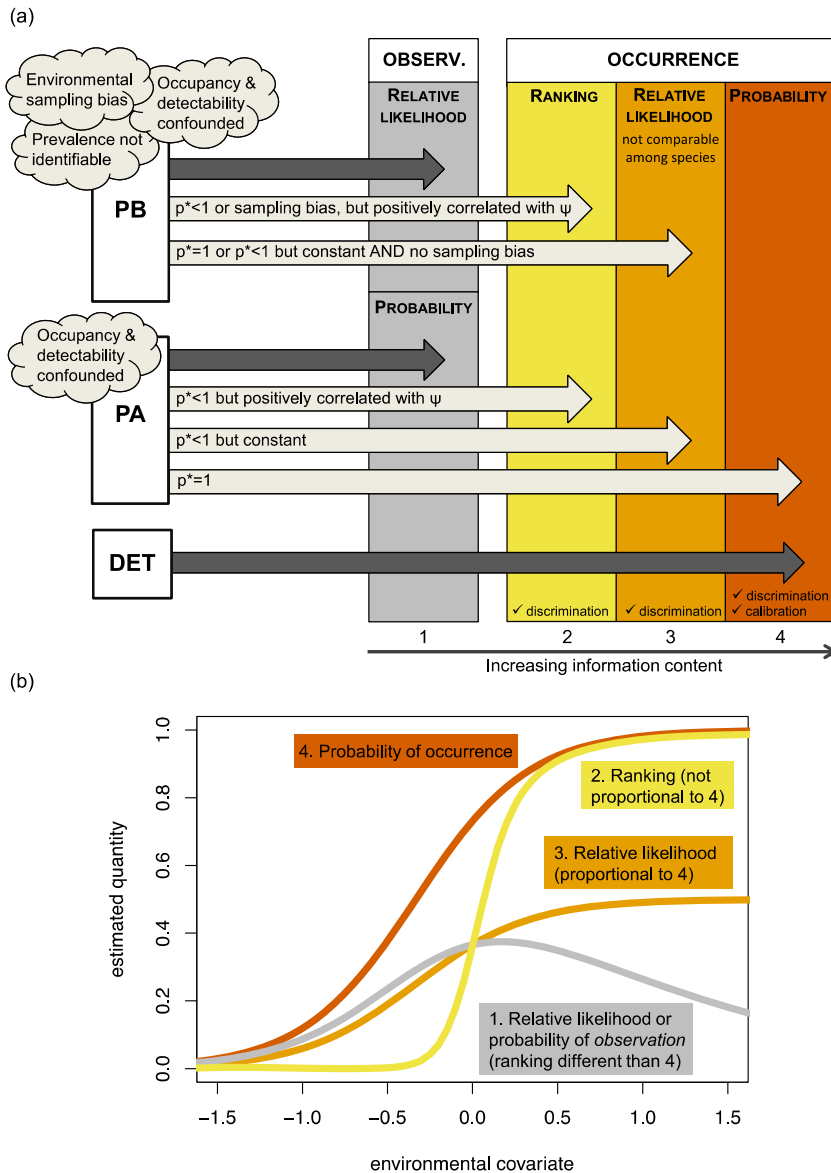 (a)
Environmental
sampling bias
Occupancy &
detectability
confounded
Prevalence not
identifiable
OBSERV.
OCCURRENCE
RELATIVE
LIKELIHOOD
RANKING
RELATIVE
LIKELIHOOD
not comparable
among species
PROBABILITY
PB
p*<1 or sampling bias, but positively correlated with ψ
p*=1 or p*<1 but constant AND no sampling bias
PROBABILITY
Occupancy &
detectability
confounded
PA
p*<1 but positively correlated with ψ
p*<1 but constant
p*=1
DET
✓ discrimination
✓ discrimination
✓ discrimination
✓ calibration
1
2
3
4
Increasing information content
(b)
estimated quantity
1.0
0.8
0.6
0.4
0.2
0.0
4. Probability of occurrence
2. Ranking (not
proportional to 4)
3. Relative likelihood
(proportional to 4)
1. Relative likelihood or
probability of observation
(ranking different than 4)
−1.5
−1.0
−0.5
0.0
0.5
1.0
1.5
environmental covariate